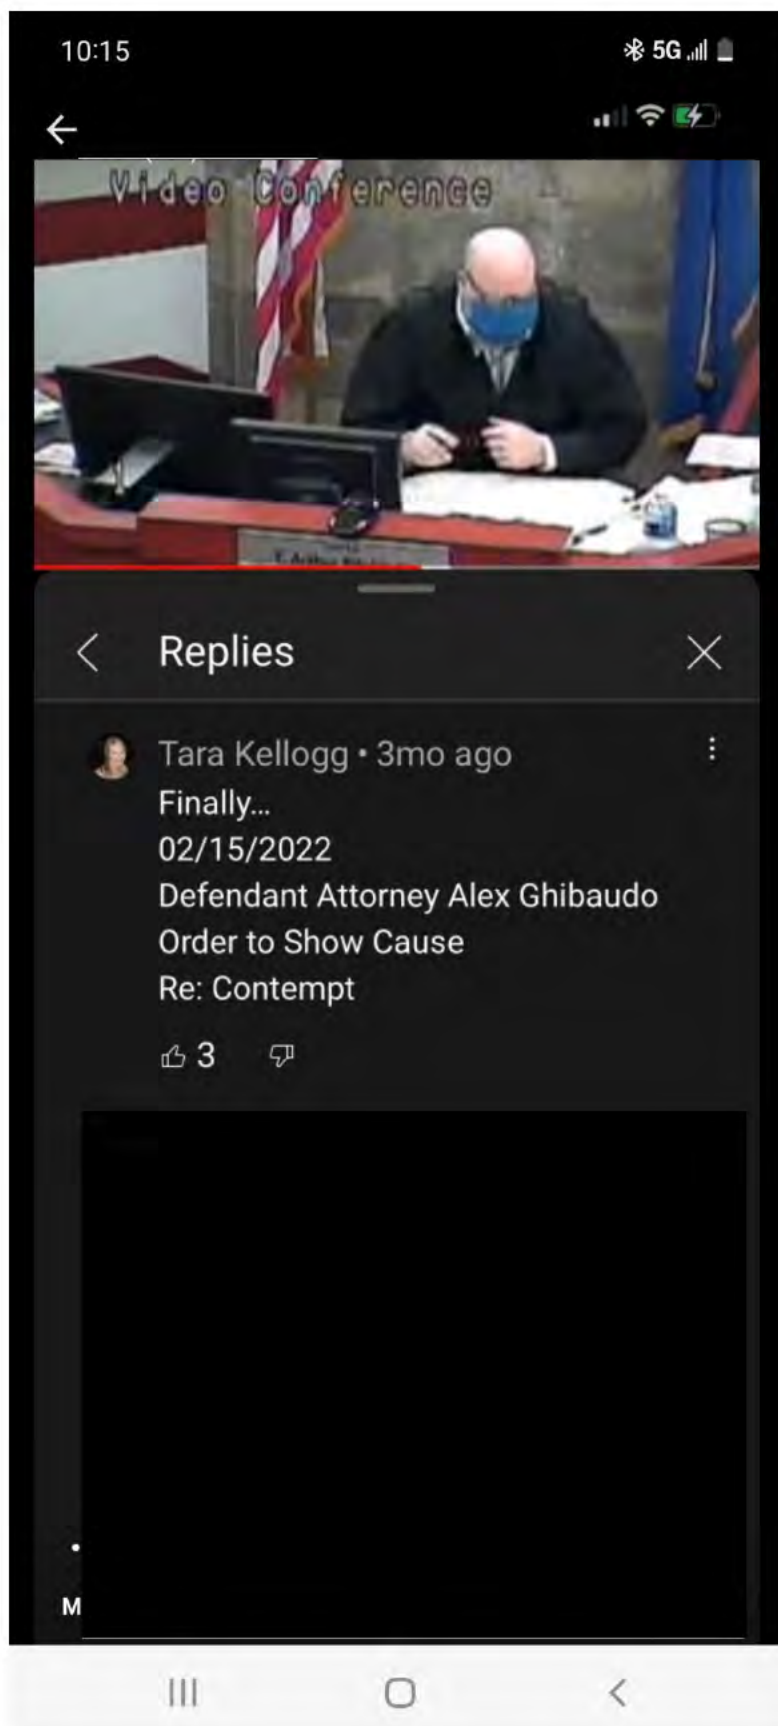 10:15
5G
Video Conference
Replies
Tara Kellogg • 3mo ago
Finally...
02/15/2022
Defendant Attorney Alex Ghibaudo
Order to Show Cause
Re: Contempt
3
M